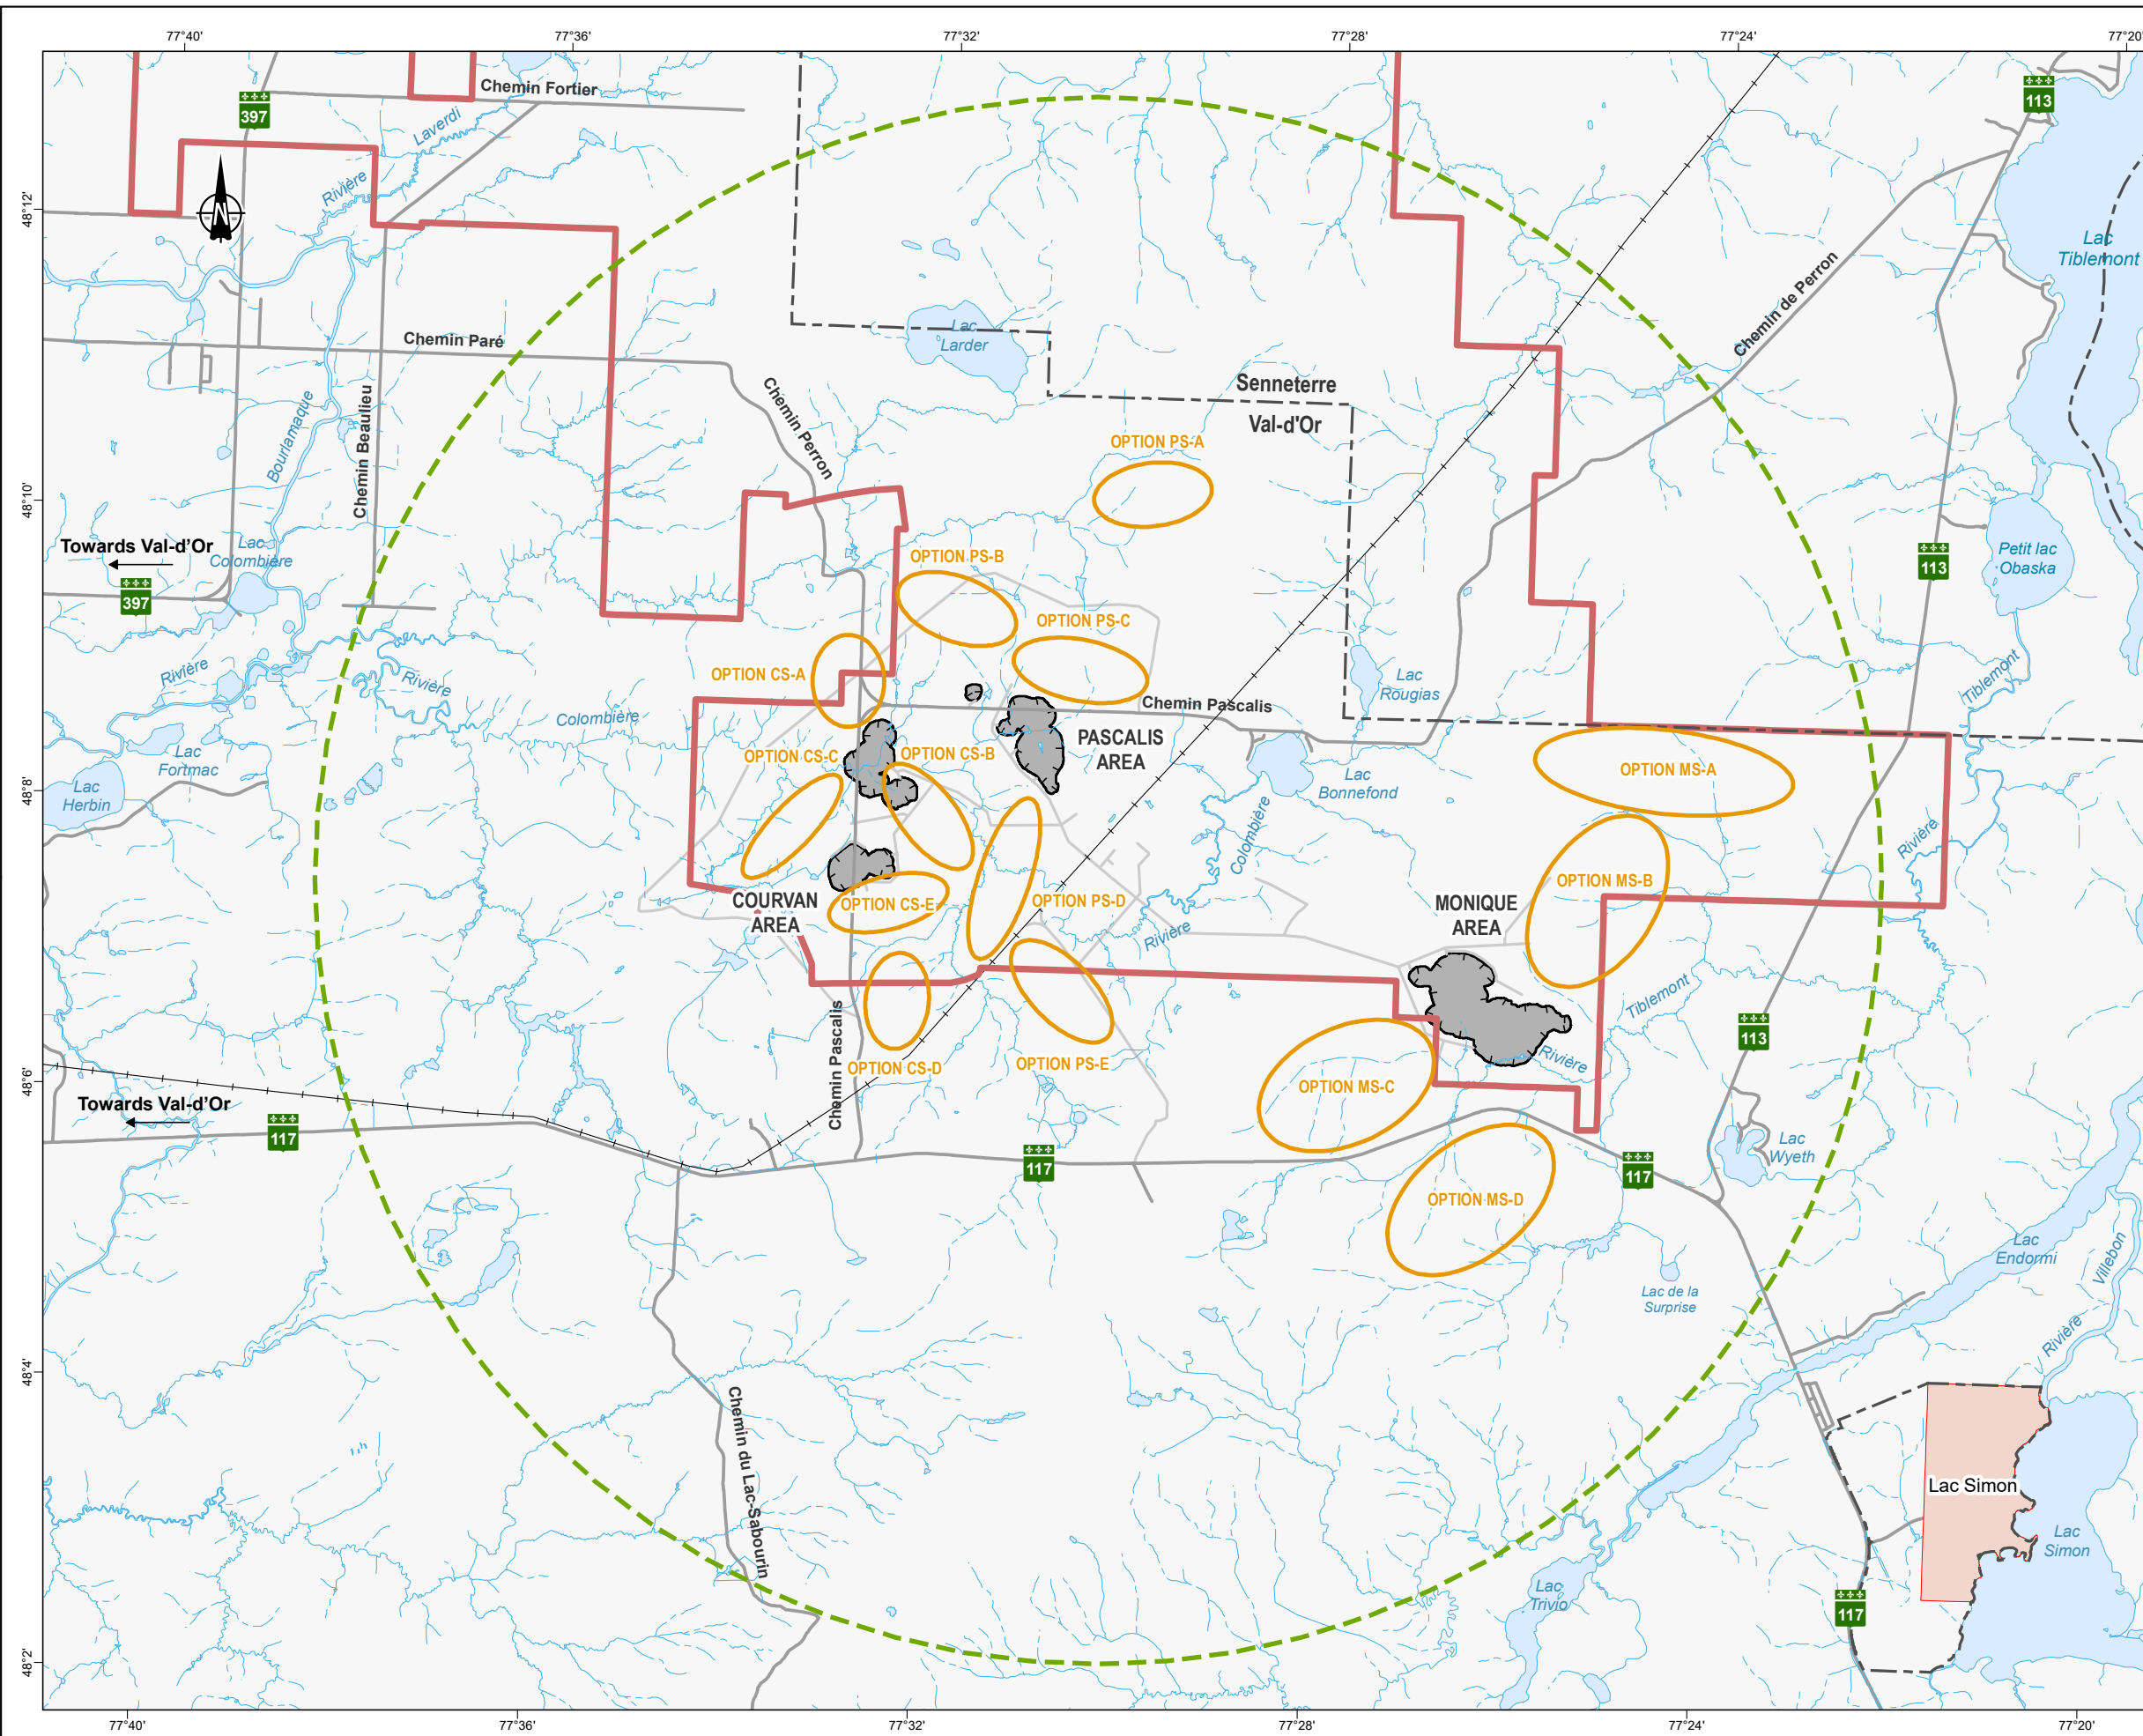 77°40'
77°36'
77°32'
77°28'
77°24'
77°20'
Chemin Fortier
397
113
Laverdi
Rivière
48°12'
N
Lac
Tiblemont
Chemin de Perron
Lac
Larder
Chemin Paré
Senneterre
Val-d'Or
Chemin Perron
Chemin Beaulieu
Bourlamaque
OPTION PS-A
48°10'
Towards Val-d'Or
Lac
Colombière
397
OPTION PS-B
Petit lac
Obaska
113
OPTION PS-C
Rivière
Rivière
OPTION CS-A
Lac
Rougias
Tiblemont
Colombière
Chemin Pascalis
PASCALIS
AREA
OPTION CS-C
OPTION CS-B
Lac
Fortmac
OPTION MS-A
Lac
Bonnefond
48°8'
Lac
Herbin
Colombière
Rivière
OPTION MS-B
COURVAN
AREA
OPTION CS-E
OPTION PS-D
MONIQUE
AREA
Rivière
Tiblemont
Chemin Pascalis
113
Rivière
OPTION CS-D
OPTION PS-E
OPTION MS-C
48°6'
Towards Val-d'Or
117
117
117
Lac
Wyeth
OPTION MS-D
Lac
Endormi
Villebon
Lac de la
Surprise
Rivière
48°4'
Chemin du Lac-Sabourin
Lac Simon
Lac
Simon
Lac
Trivio
117
48°2'
77°40'
77°36'
77°32'
77°28'
77°24'
77°20'